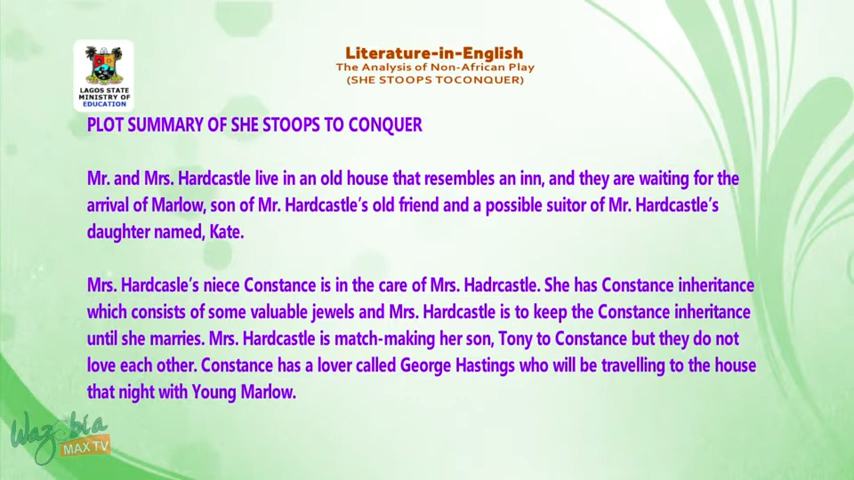 Literature-in-English
The Analysis of Non-African Play
(SHE STOOPS TOCONQUER)
LAGOS STATE
MINISTRY OF
EDUCATION
PLOT SUMMARY OF SHE STOOPS TO CONQUER
Mr. and Mrs. Hardcastle live in an old house that resembles an inn, and they are waiting for the
arrival of Marlow, son of Mr. Hardcastle's old friend and a possible suitor of Mr. Hardcastle's
daughter named, Kate.
Mrs. Hardcasle's niece Constance is in the care of Mrs. Hadrcastle. She has Constance inheritance
which consists of some valuable jewels and Mrs. Hardcastle is to keep the Constance inheritance
until she marries. Mrs. Hardcastle is match-making her son, Tony to Constance but they do not
love each other. Constance has a lover called George Hastings who will be travelling to the house
that night with Young Marlow.
Wazobia
MAX TV